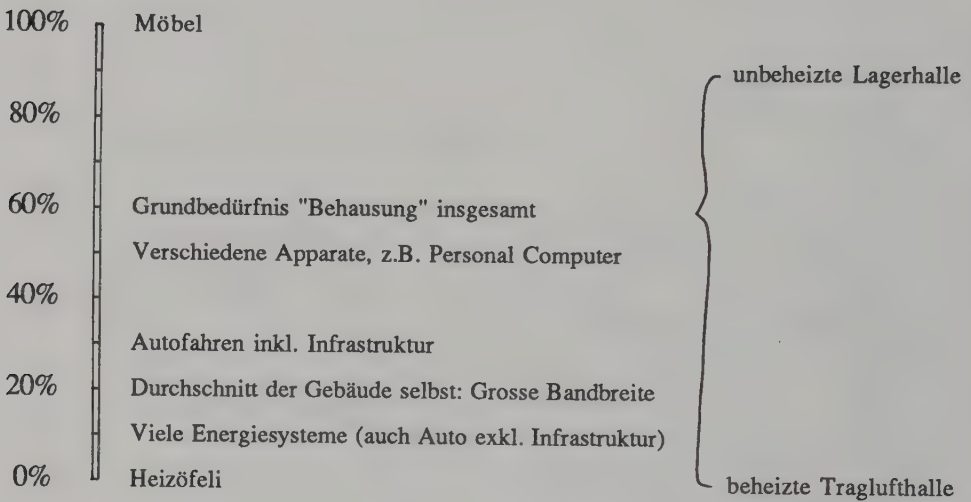 100% Möbel
unbeheizte Lagerhalle
80%
60% Grundbedürfnis "Behausung" insgesamt
Verschiedene Apparate, z.B. Personal Computer
40%
Autofahren inkl. Infrastruktur
20% Durchschnitt der Gebäude selbst: Grosse Bandbreite
Viele Energiesysteme (auch Auto exkl. Infrastruktur)
0% Heizöfeli
beheizte Traglufthalle